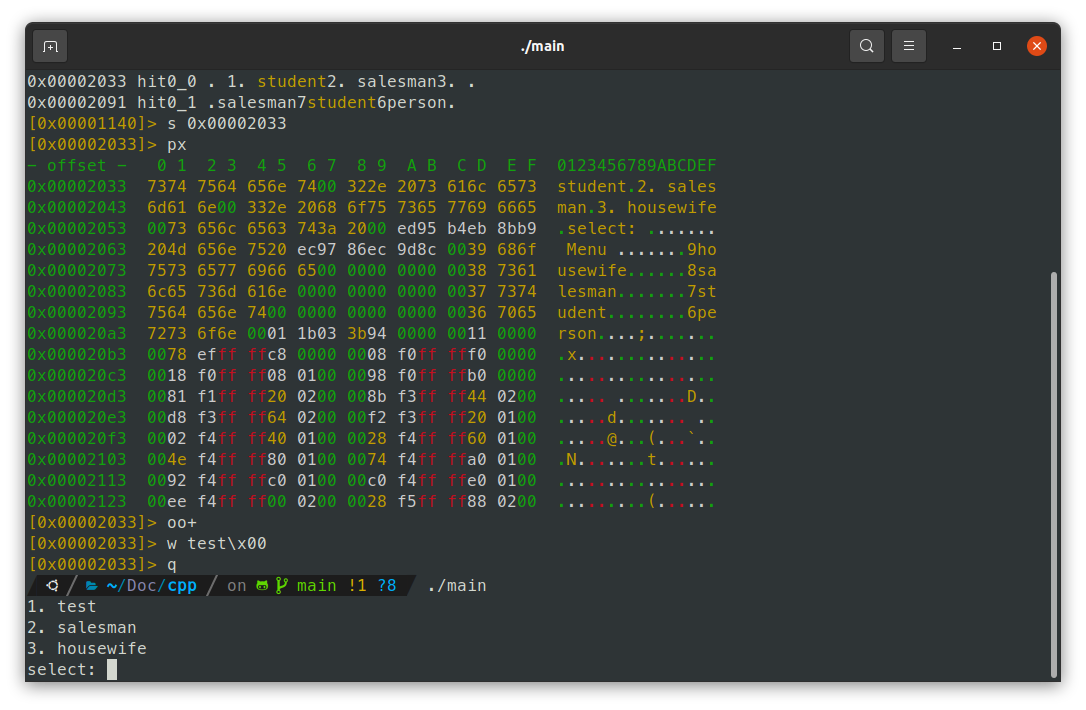 ./main
0x00002033 hit0_0 . 1. student2. salesman3. .
0x00002091 hit0_1 .salesman7student6person.
[0x00001140]> s 0x00002033
[0x00002033]> px
- offset -   0 1  2 3  4 5  6 7  8 9  A B  C D  E F  0123456789ABCDEF
0x00002033  7374 7564 656e 7400 322e 2073 616c 6573  student.2. sales
0x00002043  6d61 6e00 332e 2068 6f75 7365 7769 6665  man.3. housewife
0x00002053  0073 656c 6563 743a 2000 ed95 b4eb 8bb9  .select: .......
0x00002063  204d 656e 7520 ec97 86ec 9d8c 0039 686f   Menu .......9ho
0x00002073  7573 6577 6966 6500 0000 0000 0038 7361  usewife......8sa
0x00002083  6c65 736d 616e 0000 0000 0000 0037 7374  lesman.......7st
0x00002093  7564 656e 7400 0000 0000 0000 0036 7065  udent........6pe
0x000020a3  7273 6f6e 0001 1b03 3b94 0000 0011 0000  rson....;.......
0x000020b3  0078 efff ffc8 0000 0008 f0ff fff0 0000  .x..............
0x000020c3  0018 f0ff ff08 0100 0098 f0ff ffb0 0000  ................
0x000020d3  0081 f1ff ff20 0200 008b f3ff ff44 0200  ..... .......D..
0x000020e3  00d8 f3ff ff64 0200 00f2 f3ff ff20 0100  .....d....... ..
0x000020f3  0002 f4ff ff40 0100 0028 f4ff ff60 0100  .....@...(...`..
0x00002103  004e f4ff ff80 0100 0074 f4ff ffa0 0100  .N.......t......
0x00002113  0092 f4ff ffc0 0100 00c0 f4ff ffe0 0100  ................
0x00002123  00ee f4ff ff00 0200 0028 f5ff ff88 0200  .........(......
[0x00002033]> oo+
[0x00002033]> w test\x00
[0x00002033]> q
~/Doc/cpp on main !1 ?8 ./main
1. test
2. salesman
3. housewife
select: